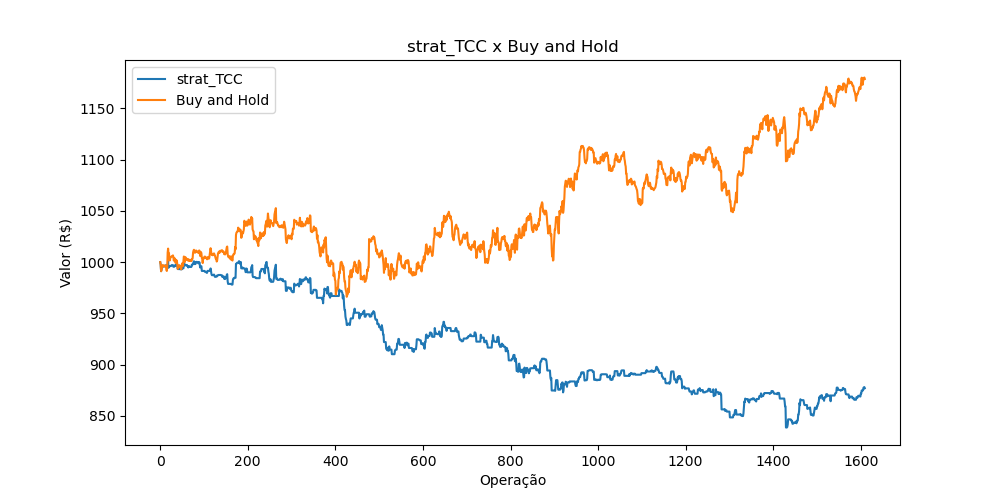 strat_TCC x Buy and Hold
strat_TCC
Buy and Hold
1150
1100
1050
1000
950
900
850
Valor (R$)
0 200 400 600 800 1000 1200 1400 1600
Operação